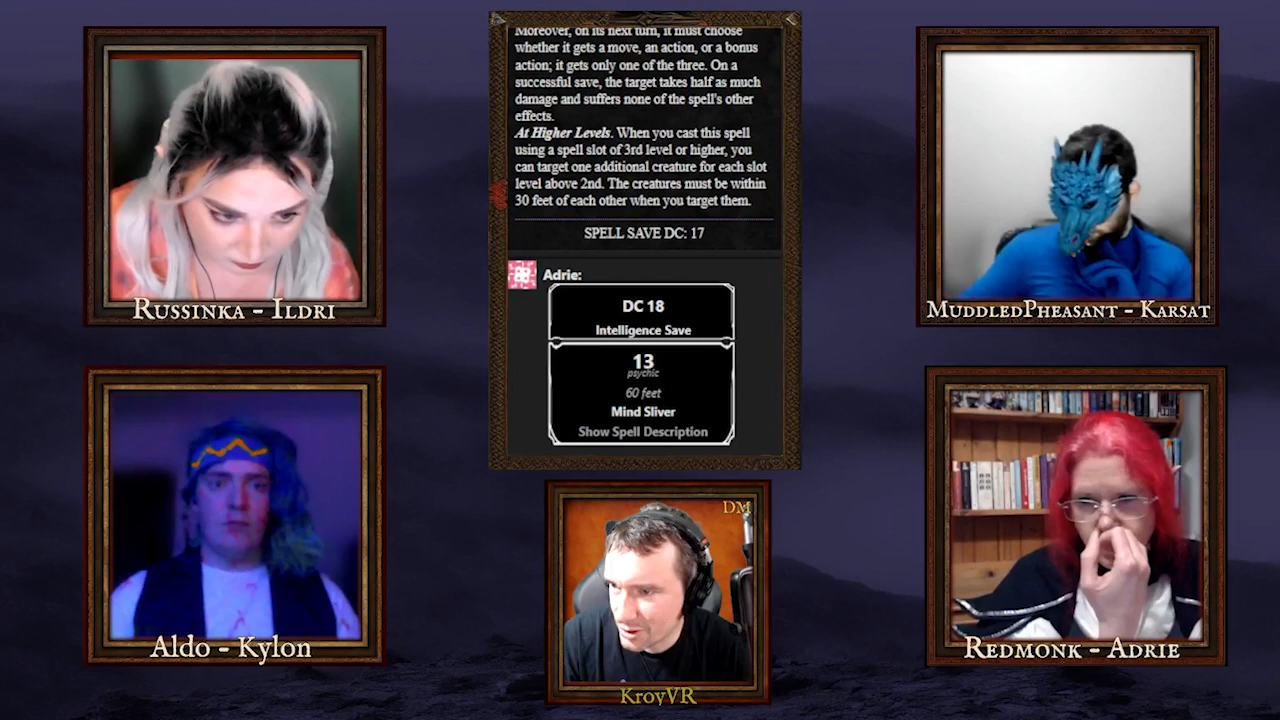 Moreover, on its next turn, it must choose
whether it gets a move, an action, or a bonus
action; it gets only one of the three. On a
successful save, the target takes half as much
damage and suffers none of the spell's other
effects.
At Higher Levels. When you cast this spell
using a spell slot of 3rd level or higher, you
can target one additional creature for each slot
level above 2nd. The creatures must be within
30 feet of each other when you target them.
SPELL SAVE DC: 17
Adrie:
DC 18
Intelligence Save
13
psychic
60 feet
Mind Sliver
Show Spell Description
Russinka - Ildri
MuddledPheasant - Karsat
Aldo - Kylon
DM
KroyVR
Redmonk - Adrie